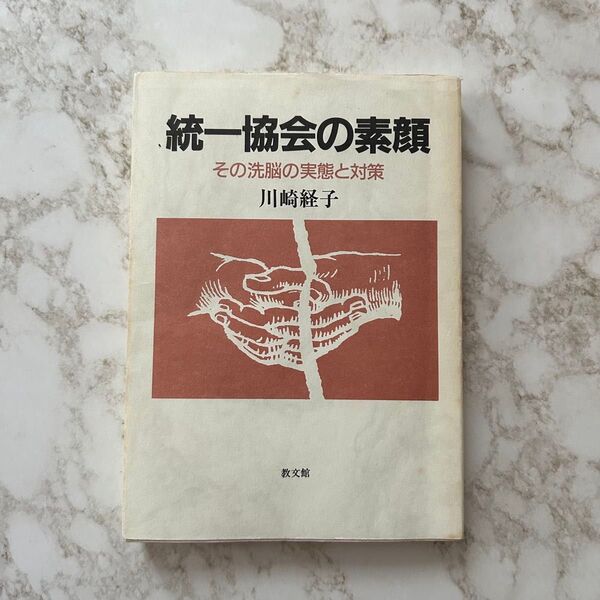 統一協会の素顔
その洗脳の実態と対策
川崎経子
教文館